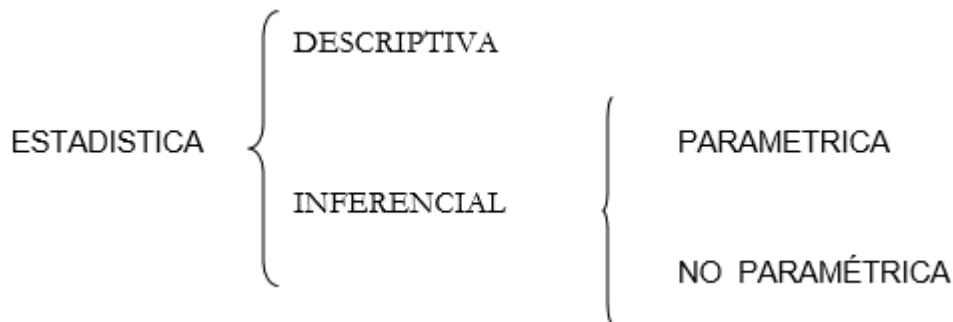 DESCRIPTIVA
ESTADISTICA
PARAMETRICA
INFERENCIAL
NO PARAMÉTRICA